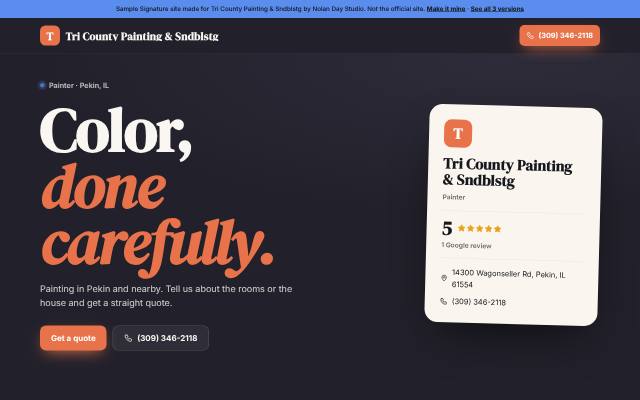 Sample Signature site made for Tri County Painting & Sndblstg by Nolan Day Studio. Not the official site. Make it mine · See all 3 versions
T Tri County Painting & Sndblstg
(309) 346-2118
Painter · Pekin, IL
Color,
done
carefully.
Painting in Pekin and nearby. Tell us about the rooms or the
house and get a straight quote.
Get a quote
(309) 346-2118
T
Tri County Painting
& Sndblstg
Painter
5
1 Google review
14300 Wagonseller Rd, Pekin, IL
61554
(309) 346-2118